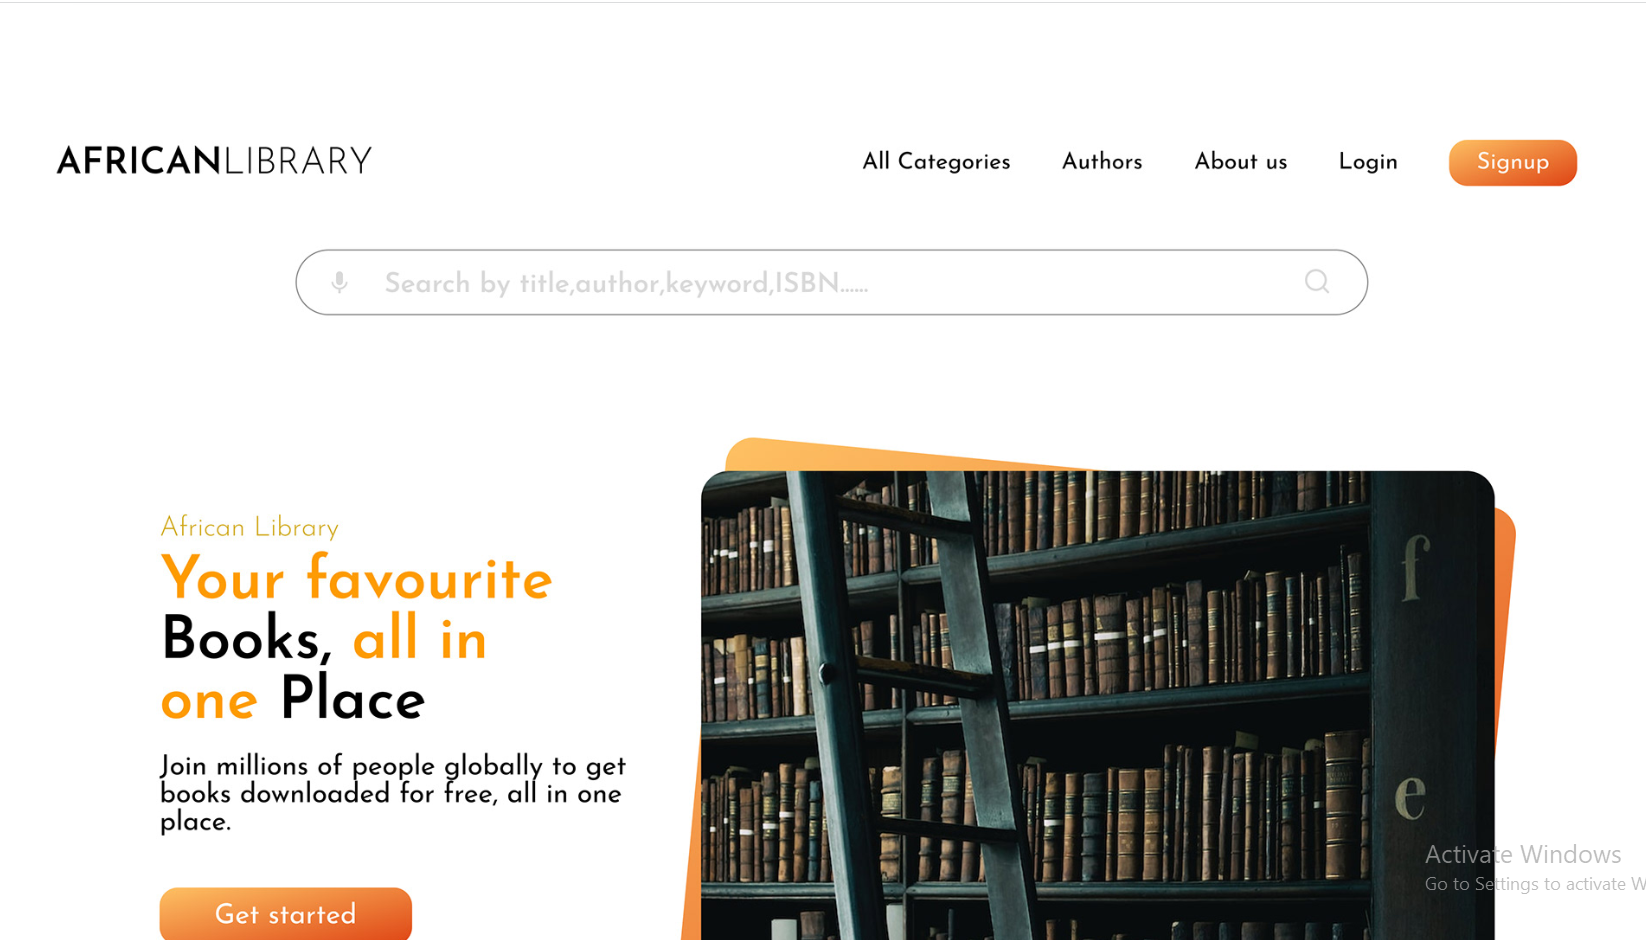 AFRICANLIBRARY
All Categories
Authors
About us
Login
Signup
Search by title,author,keyword,ISBN......
African Library
Your favourite
Books, all in
one Place
Join millions of people globally to get
books downloaded for free, all in one
place.
Get started
f
e
Activate Windows
Go to Settings to activate W